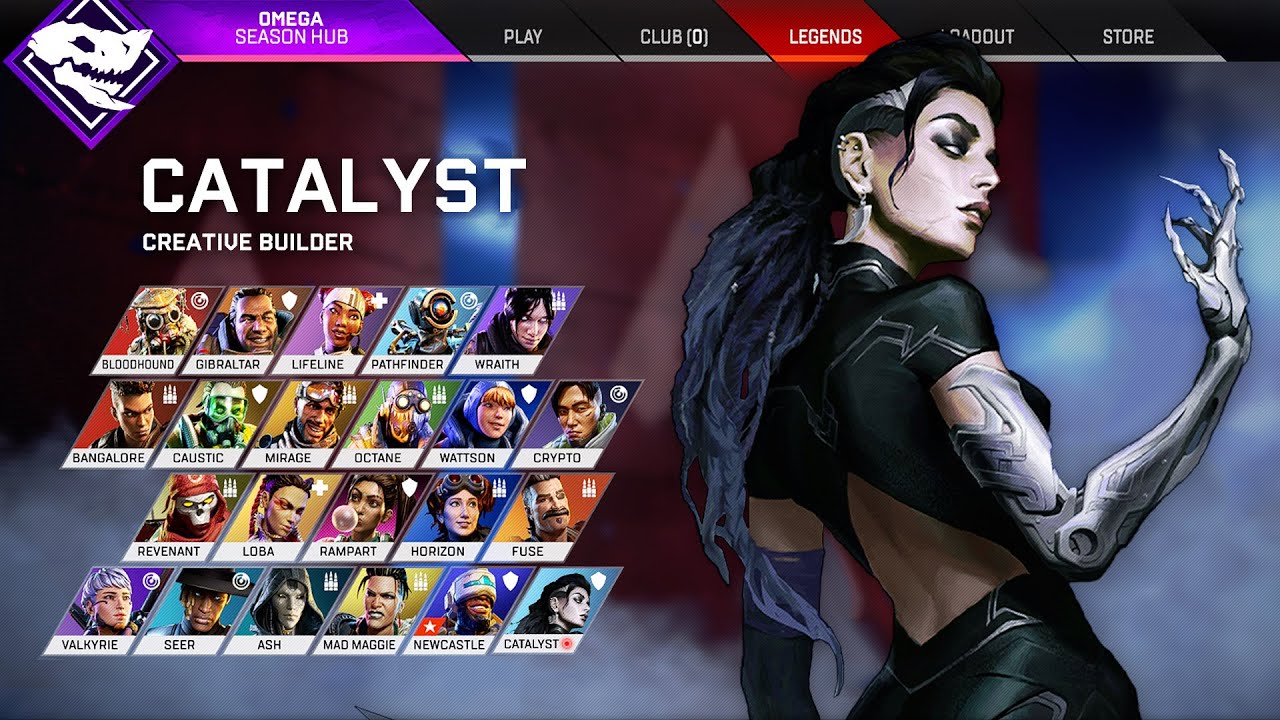 OMEGA
SEASON HUB
PLAY
CLUB (0)
LEGENDS
LOADOUT
STORE
CATALYST
CREATIVE BUILDER
BLOODHOUND
GIBRALTAR
LIFELINE
PATHFINDER
WRAITH
BANGALORE
CAUSTIC
MIRAGE
OCTANE
WATTSON
CRYPTO
REVENANT
LOBA
RAMPART
HORIZON
FUSE
VALKYRIE
SEER
ASH
MAD MAGGIE
NEWCASTLE
CATALYST